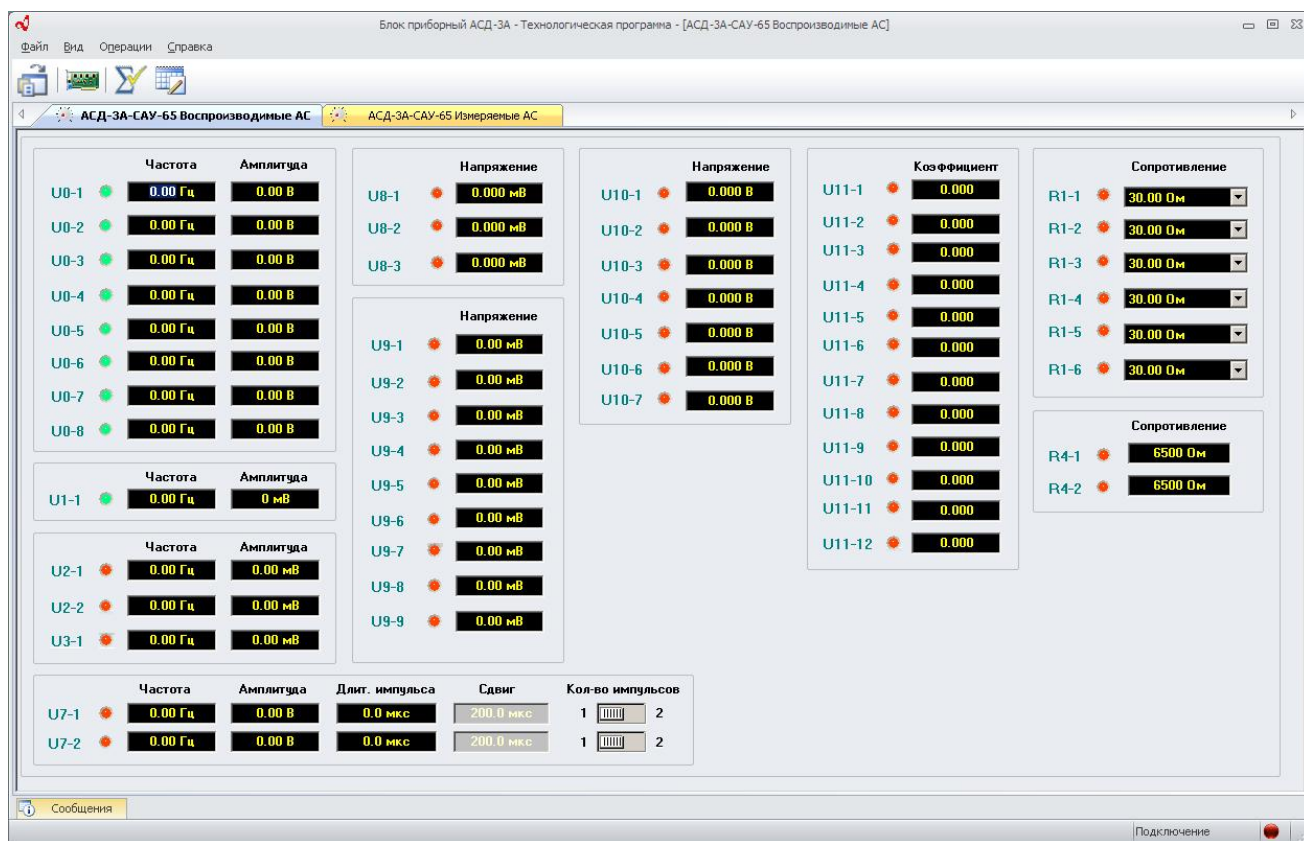 Блок приборный АСД-3А - Технологическая программа - [АСД-3А-САУ-65 Воспроизводимые АС]
Файл Вид Операции Справка
АСД-3А-САУ-65 Воспроизводимые АС АСД-3А-САУ-65 Измеряемые АС
Частота Амплитуда
U0-1 0.00 Гц 0.00 В
U0-2 0.00 Гц 0.00 В
U0-3 0.00 Гц 0.00 В
U0-4 0.00 Гц 0.00 В
U0-5 0.00 Гц 0.00 В
U0-6 0.00 Гц 0.00 В
U0-7 0.00 Гц 0.00 В
U0-8 0.00 Гц 0.00 В
Частота Амплитуда
U1-1 0.00 Гц 0 мВ
Частота Амплитуда
U2-1 0.00 Гц 0.00 мВ
U2-2 0.00 Гц 0.00 мВ
U3-1 0.00 Гц 0.00 мВ
Напряжение
U8-1 0.000 мВ
U8-2 0.000 мВ
U8-3 0.000 мВ
Напряжение
U9-1 0.00 мВ
U9-2 0.00 мВ
U9-3 0.00 мВ
U9-4 0.00 мВ
U9-5 0.00 мВ
U9-6 0.00 мВ
U9-7 0.00 мВ
U9-8 0.00 мВ
U9-9 0.00 мВ
Напряжение
U10-1 0.000 В
U10-2 0.000 В
U10-3 0.000 В
U10-4 0.000 В
U10-5 0.000 В
U10-6 0.000 В
U10-7 0.000 В
Коэффициент
U11-1 0.000
U11-2 0.000
U11-3 0.000
U11-4 0.000
U11-5 0.000
U11-6 0.000
U11-7 0.000
U11-8 0.000
U11-9 0.000
U11-10 0.000
U11-11 0.000
U11-12 0.000
Сопротивление
R1-1 30.00 Ом
R1-2 30.00 Ом
R1-3 30.00 Ом
R1-4 30.00 Ом
R1-5 30.00 Ом
R1-6 30.00 Ом
Сопротивление
R4-1 6500 Ом
R4-2 6500 Ом
Частота Амплитуда Длит. импульса Сдвиг Кол-во импульсов
U7-1 0.00 Гц 0.00 В 0.0 мкс 200.0 мкс 1 2
U7-2 0.00 Гц 0.00 В 0.0 мкс 200.0 мкс 1 2
Сообщения
Подключение